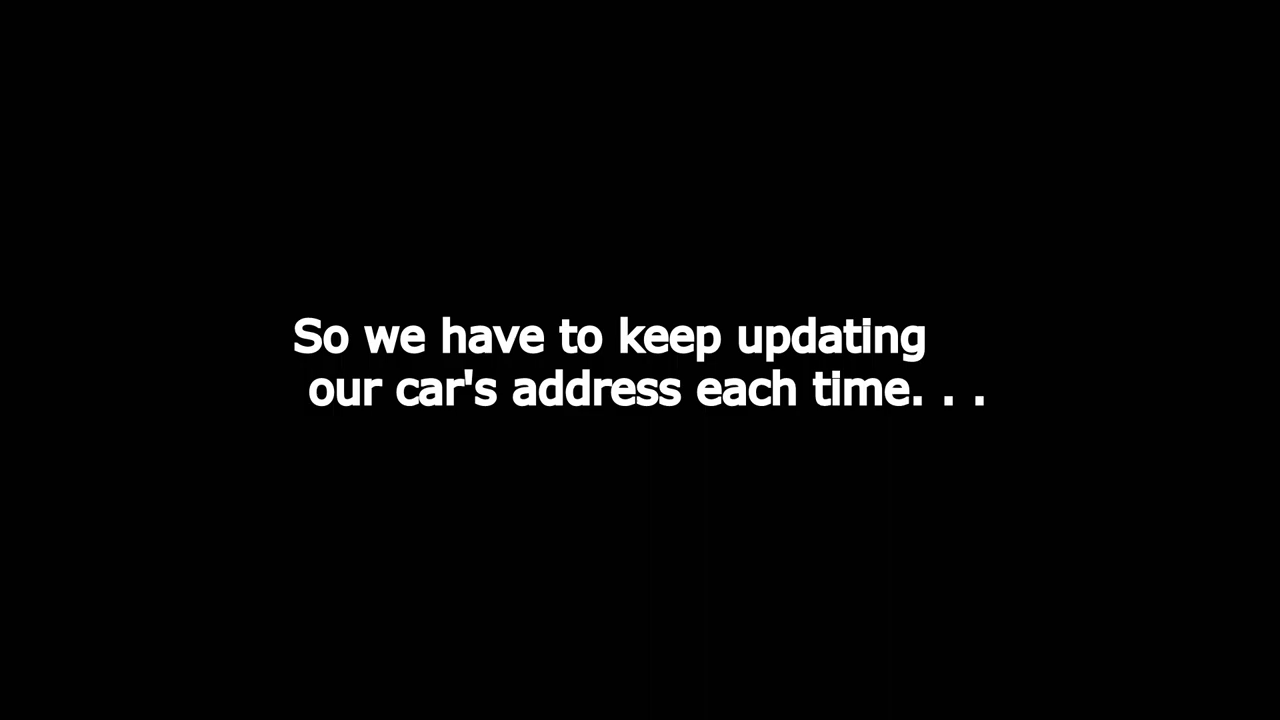 So we have to keep updating
our car's address each time. . .